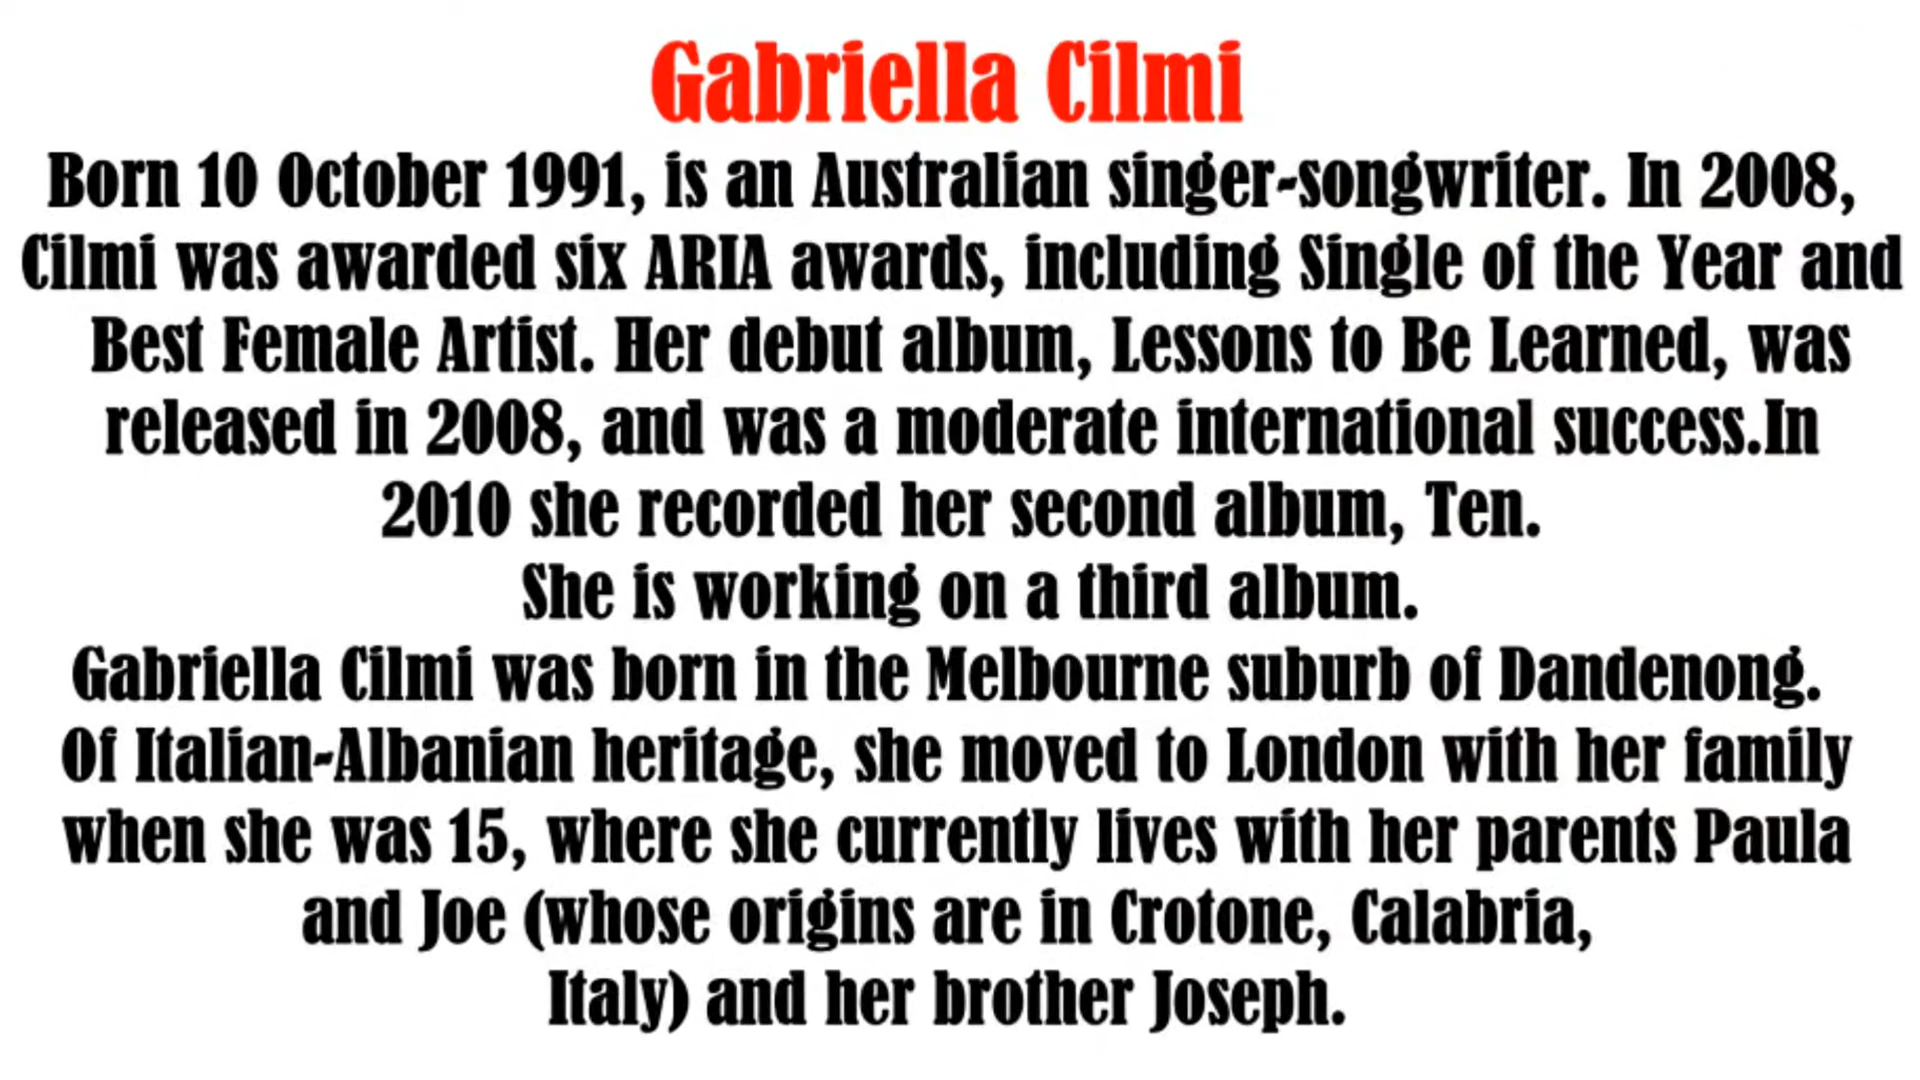 Gabriella Cilmi
Born 10 October 1991, is an Australian singer-songwriter. In 2008,
Cilmi was awarded six ARIA awards, including Single of the Year and
Best Female Artist. Her debut album, Lessons to Be Learned, was
released in 2008, and was a moderate international success.In
2010 she recorded her second album, Ten.
She is working on a third album.
Gabriella Cilmi was born in the Melbourne suburb of Dandenong.
Of Italian-Albanian heritage, she moved to London with her family
when she was 15, where she currently lives with her parents Paula
and Joe (whose origins are in Crotone, Calabria,
Italy) and her brother Joseph.